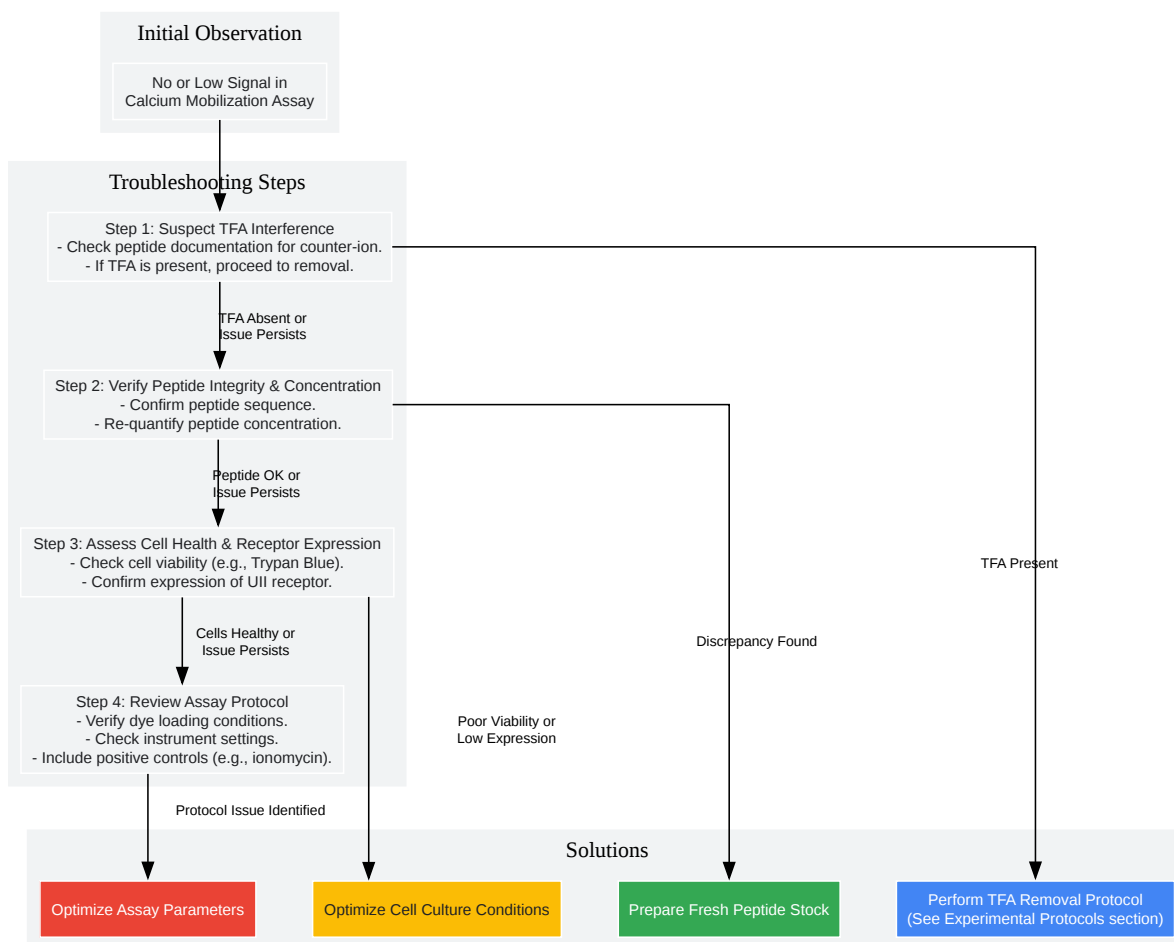 Initial Observation
No or Low Signal in
Calcium Mobilization Assay
Troubleshooting Steps
Step 1: Suspect TFA Interference
- Check peptide documentation for counter-ion.
- If TFA is present, proceed to removal.
TFA Absent or
Issue Persists
Step 2: Verify Peptide Integrity & Concentration
- Confirm peptide sequence.
- Re-quantify peptide concentration.
Peptide OK or
Issue Persists
Step 3: Assess Cell Health & Receptor Expression
- Check cell viability (e.g., Trypan Blue).
- Confirm expression of UII receptor.
TFA Present
Cells Healthy or
Issue Persists
Discrepancy Found
Step 4: Review Assay Protocol
- Verify dye loading conditions.
- Check instrument settings.
- Include positive controls (e.g., ionomycin).
Poor Viability or
Low Expression
Protocol Issue Identified
Solutions
Optimize Assay Parameters
Optimize Cell Culture Conditions
Prepare Fresh Peptide Stock
Perform TFA Removal Protocol
(See Experimental Protocols section)